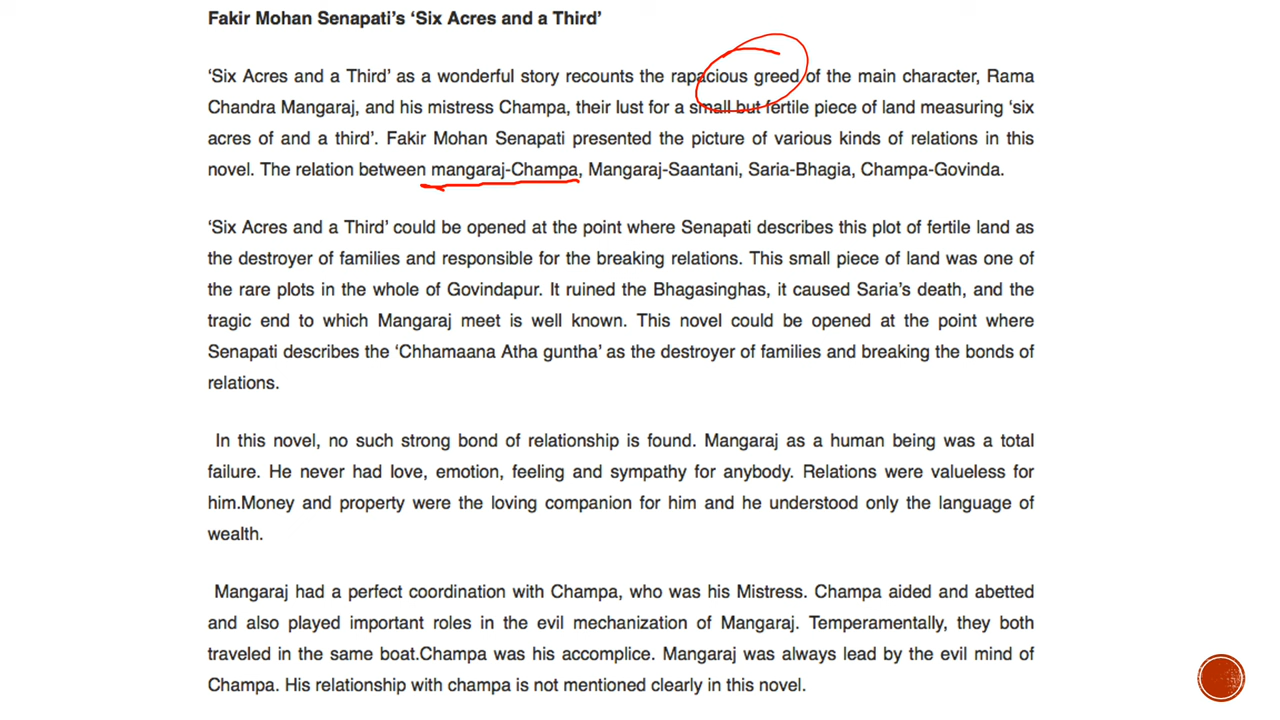 Fakir Mohan Senapati's 'Six Acres and a Third'
'Six Acres and a Third' as a wonderful story recounts the rapacious greed of the main character, Rama
Chandra Mangaraj, and his mistress Champa, their lust for a small but fertile piece of land measuring 'six
acres of and a third'. Fakir Mohan Senapati presented the picture of various kinds of relations in this
novel. The relation between mangaraj-Champa, Mangaraj-Saantani, Saria-Bhagia, Champa-Govinda.
'Six Acres and a Third' could be opened at the point where Senapati describes this plot of fertile land as
the destroyer of families and responsible for the breaking relations. This small piece of land was one of
the rare plots in the whole of Govindapur. It ruined the Bhagasinghas, it caused Saria's death, and the
tragic end to which Mangaraj meet is well known. This novel could be opened at the point where
Senapati describes the 'Chhamaana Atha guntha' as the destroyer of families and breaking the bonds of
relations.
In this novel, no such strong bond of relationship is found. Mangaraj as a human being was a total
failure. He never had love, emotion, feeling and sympathy for anybody. Relations were valueless for
him.Money and property were the loving companion for him and he understood only the language of
wealth.
Mangaraj had a perfect coordination with Champa, who was his Mistress. Champa aided and abetted
and also played important roles in the evil mechanization of Mangaraj. Temperamentally, they both
traveled in the same boat.Champa was his accomplice. Mangaraj was always lead by the evil mind of
Champa. His relationship with champa is not mentioned clearly in this novel.